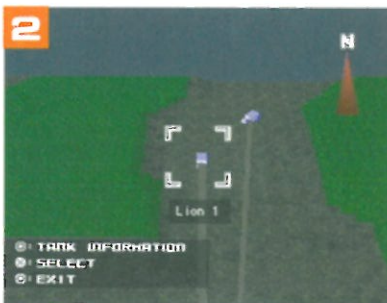 2
N
Lion 1
: TANK INFORMATION
: SELECT
: EXIT